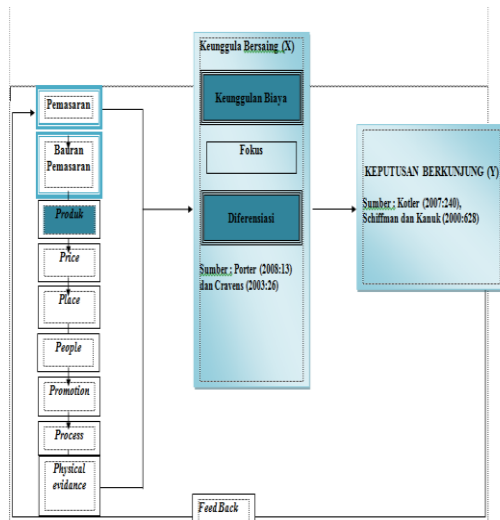 Pemasaran
Bauran
Pemasaran
Produk
Price
Place
People
Promotion
Process
Physical
evidance
Keunggula Bersaing (X)
Keunggulan Biaya
Fokus
Diferensiasi
Sumber : Porter (2008:13)
dan Cravens (2003:26)
KEPUTUSAN BERKUNJUNG (Y)
Sumber : Kotler (2007:240),
Schiffman dan Kanuk (2000:628)
Feed Back